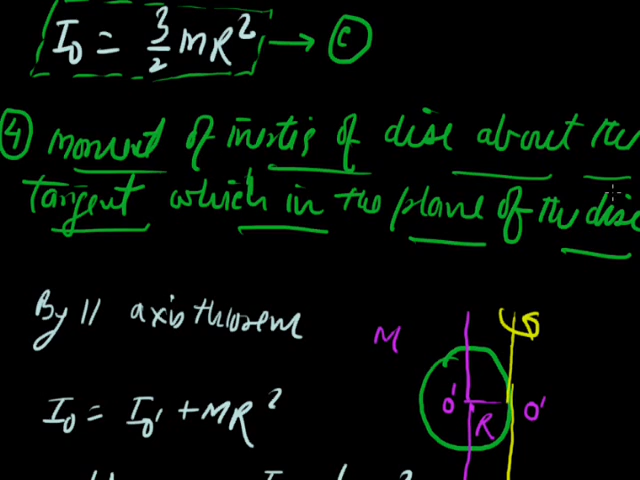 I₀ = 3/2 MR² → (C)
(4) moment of inertia of disc about the
tangent which in the plane of the disc
By || axis theorem
M
I₀ = I₀' + MR²
O' R O'